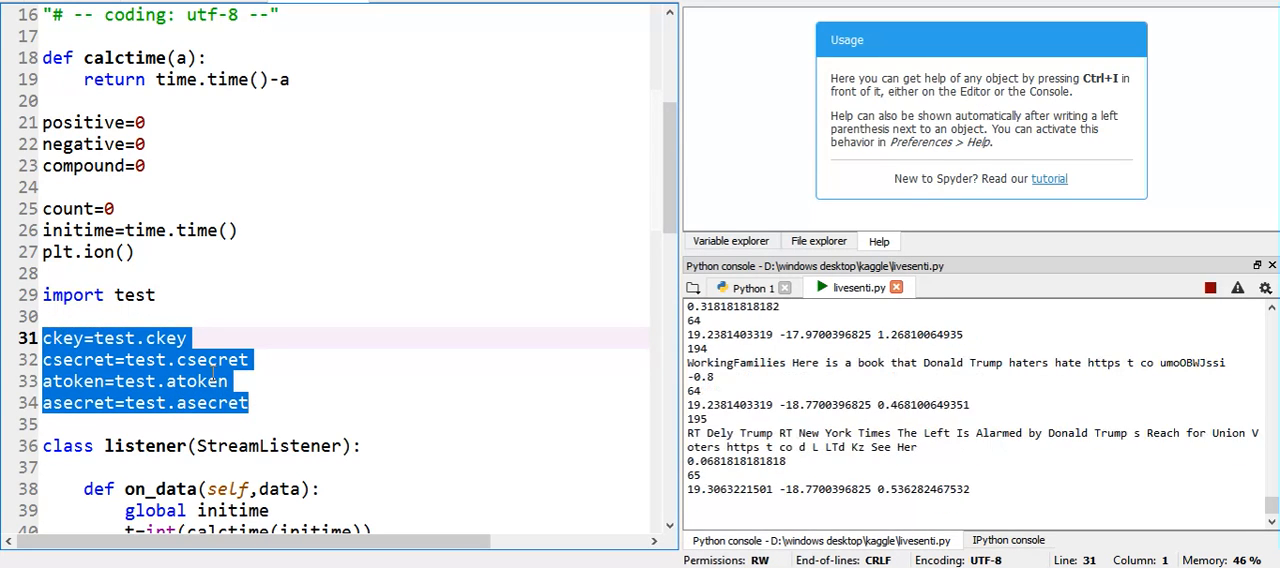 16 "# -- coding: utf-8 --"
17
18 def calctime(a):
19 return time.time()-a
20
21 positive=0
22 negative=0
23 compound=0
24
25 count=0
26 initime=time.time()
27 plt.ion()
28
29 import test
30
31 ckey=test.ckey
32 csecret=test.csecret
33 atoken=test.atoken
34 asecret=test.asecret
35
36 class listener(StreamListener):
37
38 def on_data(self,data):
39 global initime
40 t=int(calctime(initime))
Usage
Here you can get help of any object by pressing Ctrl+I in
front of it, either on the Editor or the Console.
Help can also be shown automatically after writing a left
parenthesis next to an object. You can activate this
behavior in Preferences > Help.
New to Spyder? Read our tutorial
Variable explorer File explorer Help
Python console - D:\windows desktop\kaggle\livesenti.py
Python 1 livesenti.py
0.318181818182
64
19.2381403319 -17.9700396825 1.26810064935
194
WorkingFamilies Here is a book that Donald Trump haters hate https t co umoOBWJssi
-0.8
64
19.2381403319 -18.7700396825 0.468100649351
195
RT Dely Trump RT New York Times The Left Is Alarmed by Donald Trump s Reach for Union V
oters https t co d L LTd Kz See Her
0.0681818181818
65
19.3063221501 -18.7700396825 0.536282467532
Python console - D:\windows desktop\kaggle\livesenti.py IPython console
Permissions: RW End-of-lines: CRLF Encoding: UTF-8 Line: 31 Column: 1 Memory: 46 %